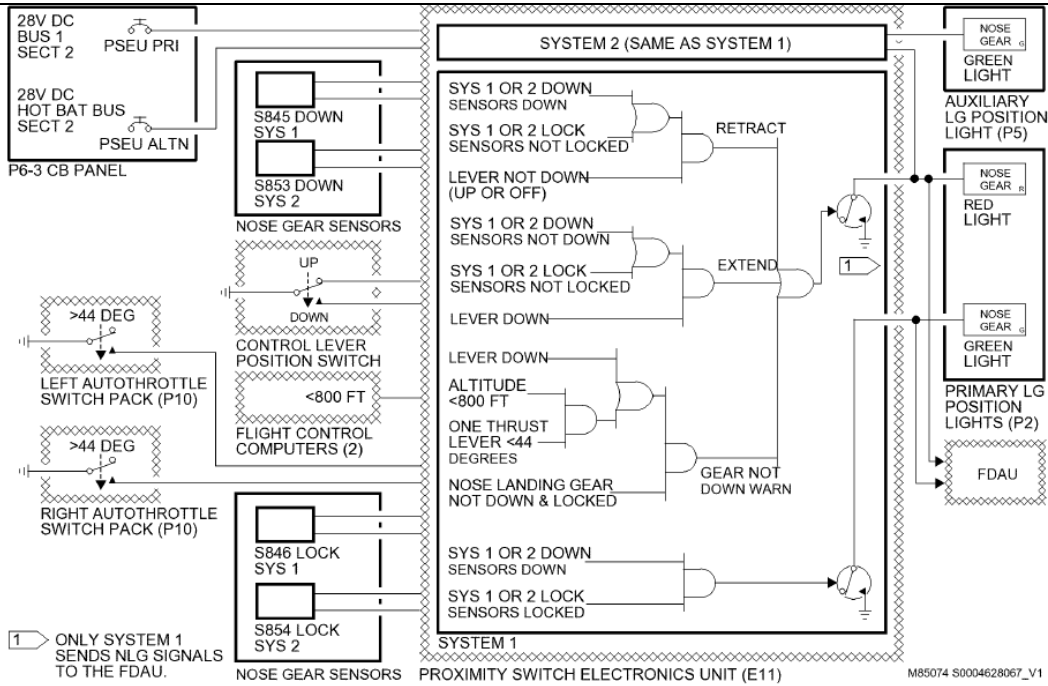 28V DC
BUS 1
SECT 2
PSEU PRI
28V DC
HOT BAT BUS
SECT 2
PSEU ALTN
P6-3 CB PANEL
S845 DOWN
SYS 1
S853 DOWN
SYS 2
NOSE GEAR SENSORS
UP
DOWN
CONTROL LEVER
POSITION SWITCH
>44 DEG
LEFT AUTOTHROTTLE
SWITCH PACK (P10)
<800 FT
FLIGHT CONTROL
COMPUTERS (2)
>44 DEG
RIGHT AUTOTHROTTLE
SWITCH PACK (P10)
S846 LOCK
SYS 1
S854 LOCK
SYS 2
NOSE GEAR SENSORS
1
ONLY SYSTEM 1
SENDS NLG SIGNALS
TO THE FDAU.
SYSTEM 2 (SAME AS SYSTEM 1)
SYS 1 OR 2 DOWN
SENSORS DOWN
SYS 1 OR 2 LOCK
SENSORS NOT LOCKED
LEVER NOT DOWN
(UP OR OFF)
RETRACT
SYS 1 OR 2 DOWN
SENSORS NOT DOWN
SYS 1 OR 2 LOCK
SENSORS NOT LOCKED
LEVER DOWN
EXTEND
1
LEVER DOWN
ALTITUDE
<800 FT
ONE THRUST
LEVER <44
DEGREES
NOSE LANDING GEAR
NOT DOWN & LOCKED
GEAR NOT
DOWN WARN
SYS 1 OR 2 DOWN
SENSORS DOWN
SYS 1 OR 2 LOCK
SENSORS LOCKED
SYSTEM 1
PROXIMITY SWITCH ELECTRONICS UNIT (E11)
NOSE
GEAR G
GREEN
LIGHT
AUXILIARY
LG POSITION
LIGHT (P5)
NOSE
GEAR R
RED
LIGHT
NOSE
GEAR G
GREEN
LIGHT
PRIMARY LG
POSITION
LIGHTS (P2)
FDAU
M85074 S0004628067_V1